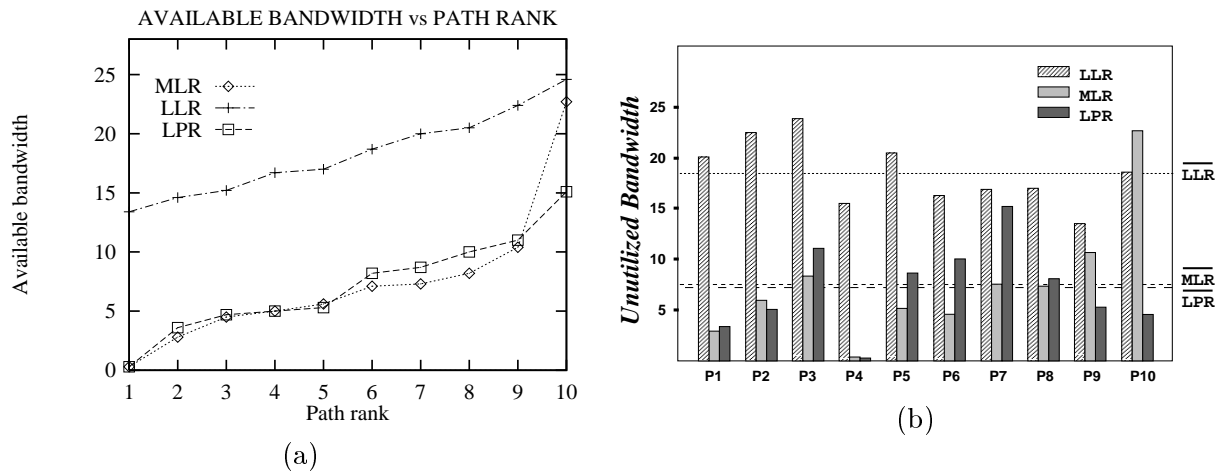 AVAILABLE BANDWIDTH vs PATH RANK
Available bandwidth
25
20
15
10
5
0
MLR
LLR
LPR
1 2 3 4 5 6 7 8 9 10
Path rank
(a)
Unutilized Bandwidth
25
20
15
10
5
LLR
MLR
LPR
LLR
MLR
LPR
P1 P2 P3 P4 P5 P6 P7 P8 P9 P10
(b)